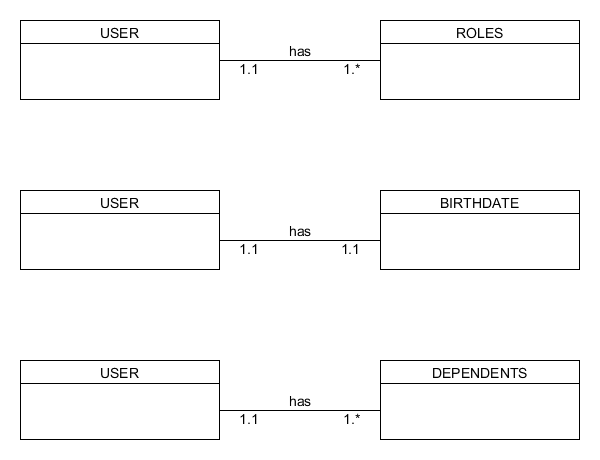 USER
ROLES
has
1.1
1.*
USER
BIRTHDATE
has
1.1
1.1
USER
DEPENDENTS
has
1.1
1.*